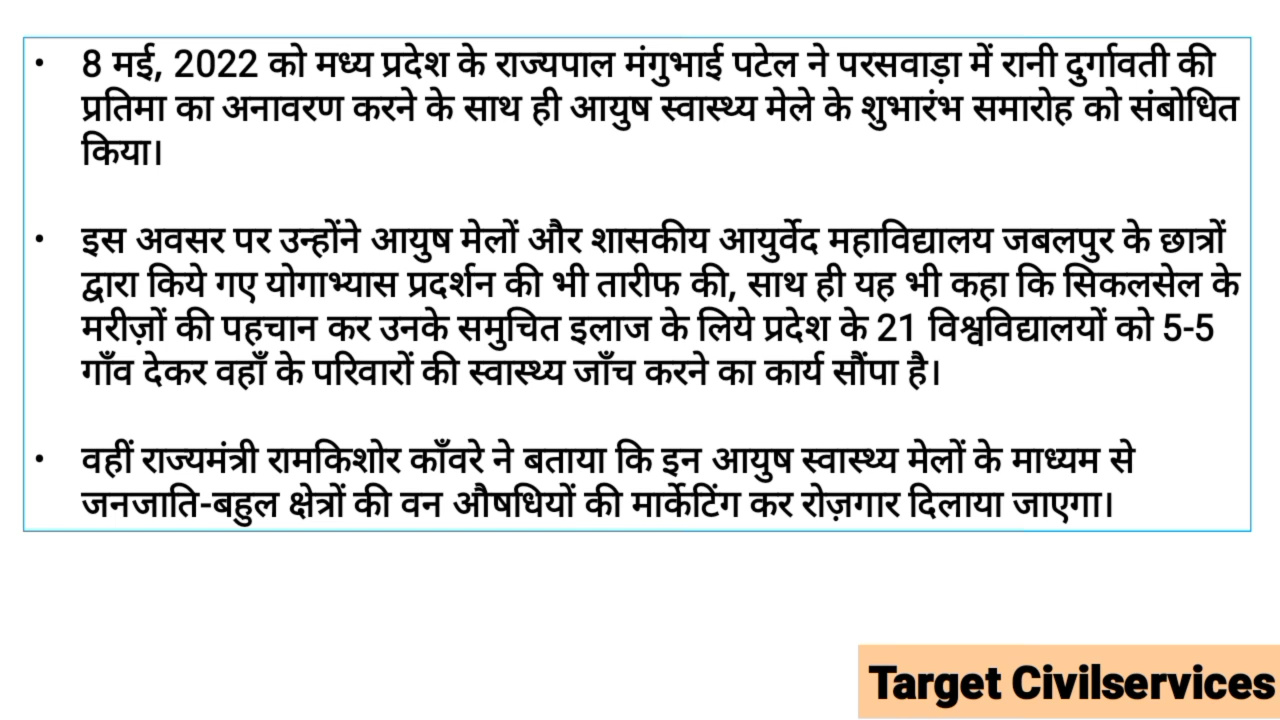 • 8 मई, 2022 को मध्य प्रदेश के राज्यपाल मंगुभाई पटेल ने परसवाड़ा में रानी दुर्गावती की
प्रतिमा का अनावरण करने के साथ ही आयुष स्वास्थ्य मेले के शुभारंभ समारोह को संबोधित
किया।
• इस अवसर पर उन्होंने आयुष मेलों और शासकीय आयुर्वेद महाविद्यालय जबलपुर के छात्रों
द्वारा किये गए योगाभ्यास प्रदर्शन की भी तारीफ की, साथ ही यह भी कहा कि सिकलसेल के
मरीज़ों की पहचान कर उनके समुचित इलाज के लिये प्रदेश के 21 विश्वविद्यालयों को 5-5
गाँव देकर वहाँ के परिवारों की स्वास्थ्य जाँच करने का कार्य सौंपा है।
• वहीं राज्यमंत्री रामकिशोर काँवरे ने बताया कि इन आयुष स्वास्थ्य मेलों के माध्यम से
जनजाति-बहुल क्षेत्रों की वन औषधियों की मार्केटिंग कर रोज़गार दिलाया जाएगा।
Target Civilservices